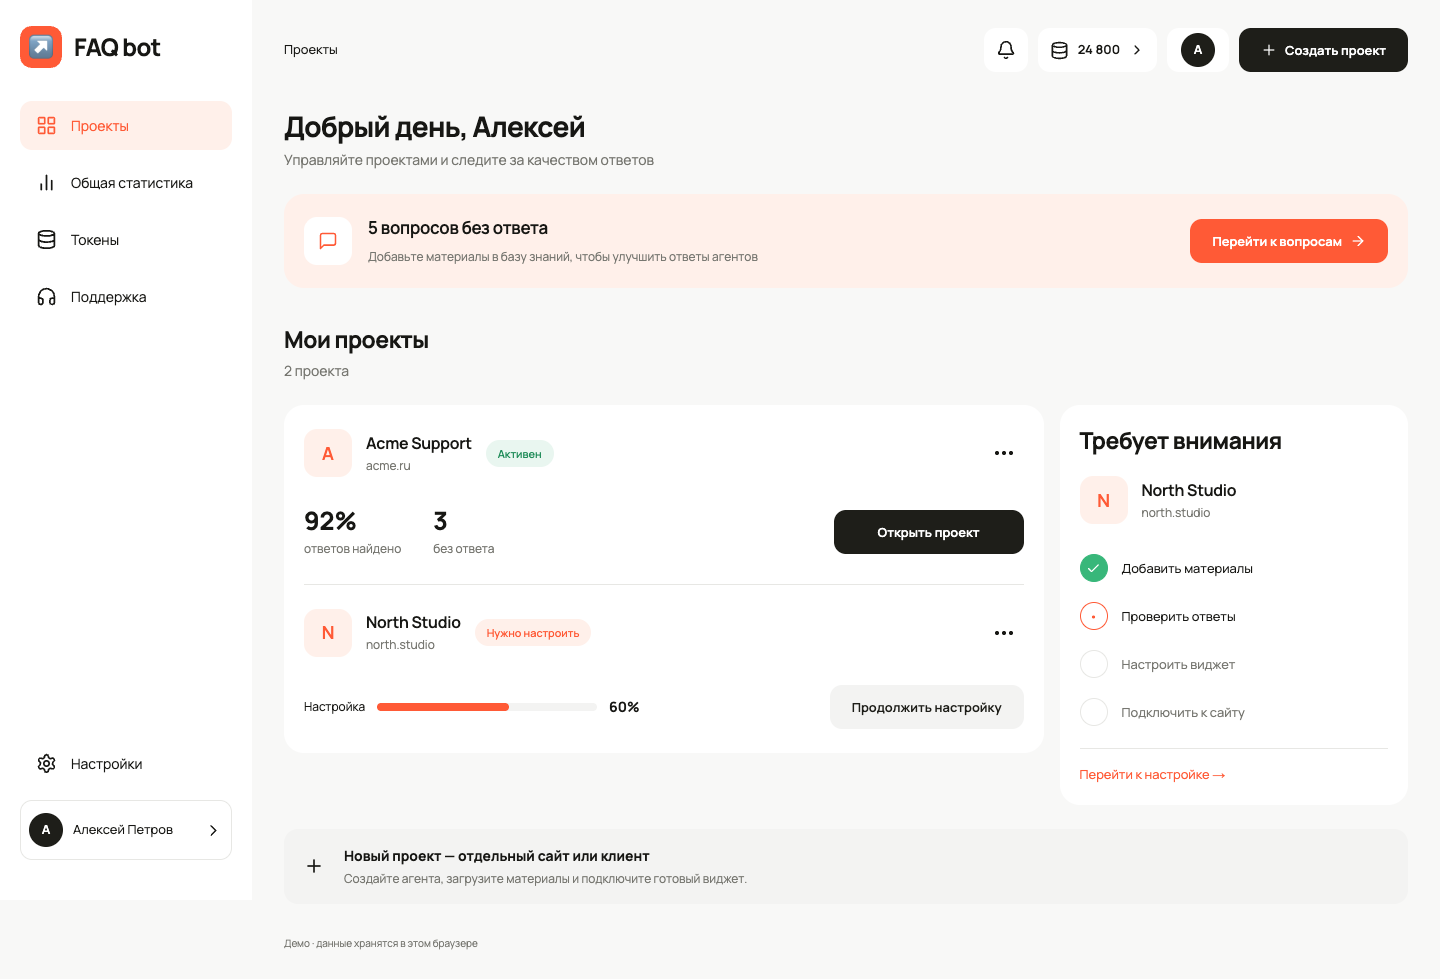 FAQ bot
Проекты
Общая статистика
Токены
Поддержка
Настройки
A
Алексей Петров
Проекты
24 800
A
Создать проект
Добрый день, Алексей
Управляйте проектами и следите за качеством ответов
5 вопросов без ответа
Добавьте материалы в базу знаний, чтобы улучшить ответы агентов
Перейти к вопросам
Мои проекты
2 проекта
A
Acme Support
Активен
acme.ru
92%
ответов найдено
3
без ответа
Открыть проект
N
North Studio
Нужно настроить
north.studio
Настройка
60%
Продолжить настройку
Требует внимания
N
North Studio
north.studio
Добавить материалы
Проверить ответы
Настроить виджет
Подключить к сайту
Перейти к настройке →
Новый проект — отдельный сайт или клиент
Создайте агента, загрузите материалы и подключите готовый виджет.
Демо · данные хранятся в этом браузере